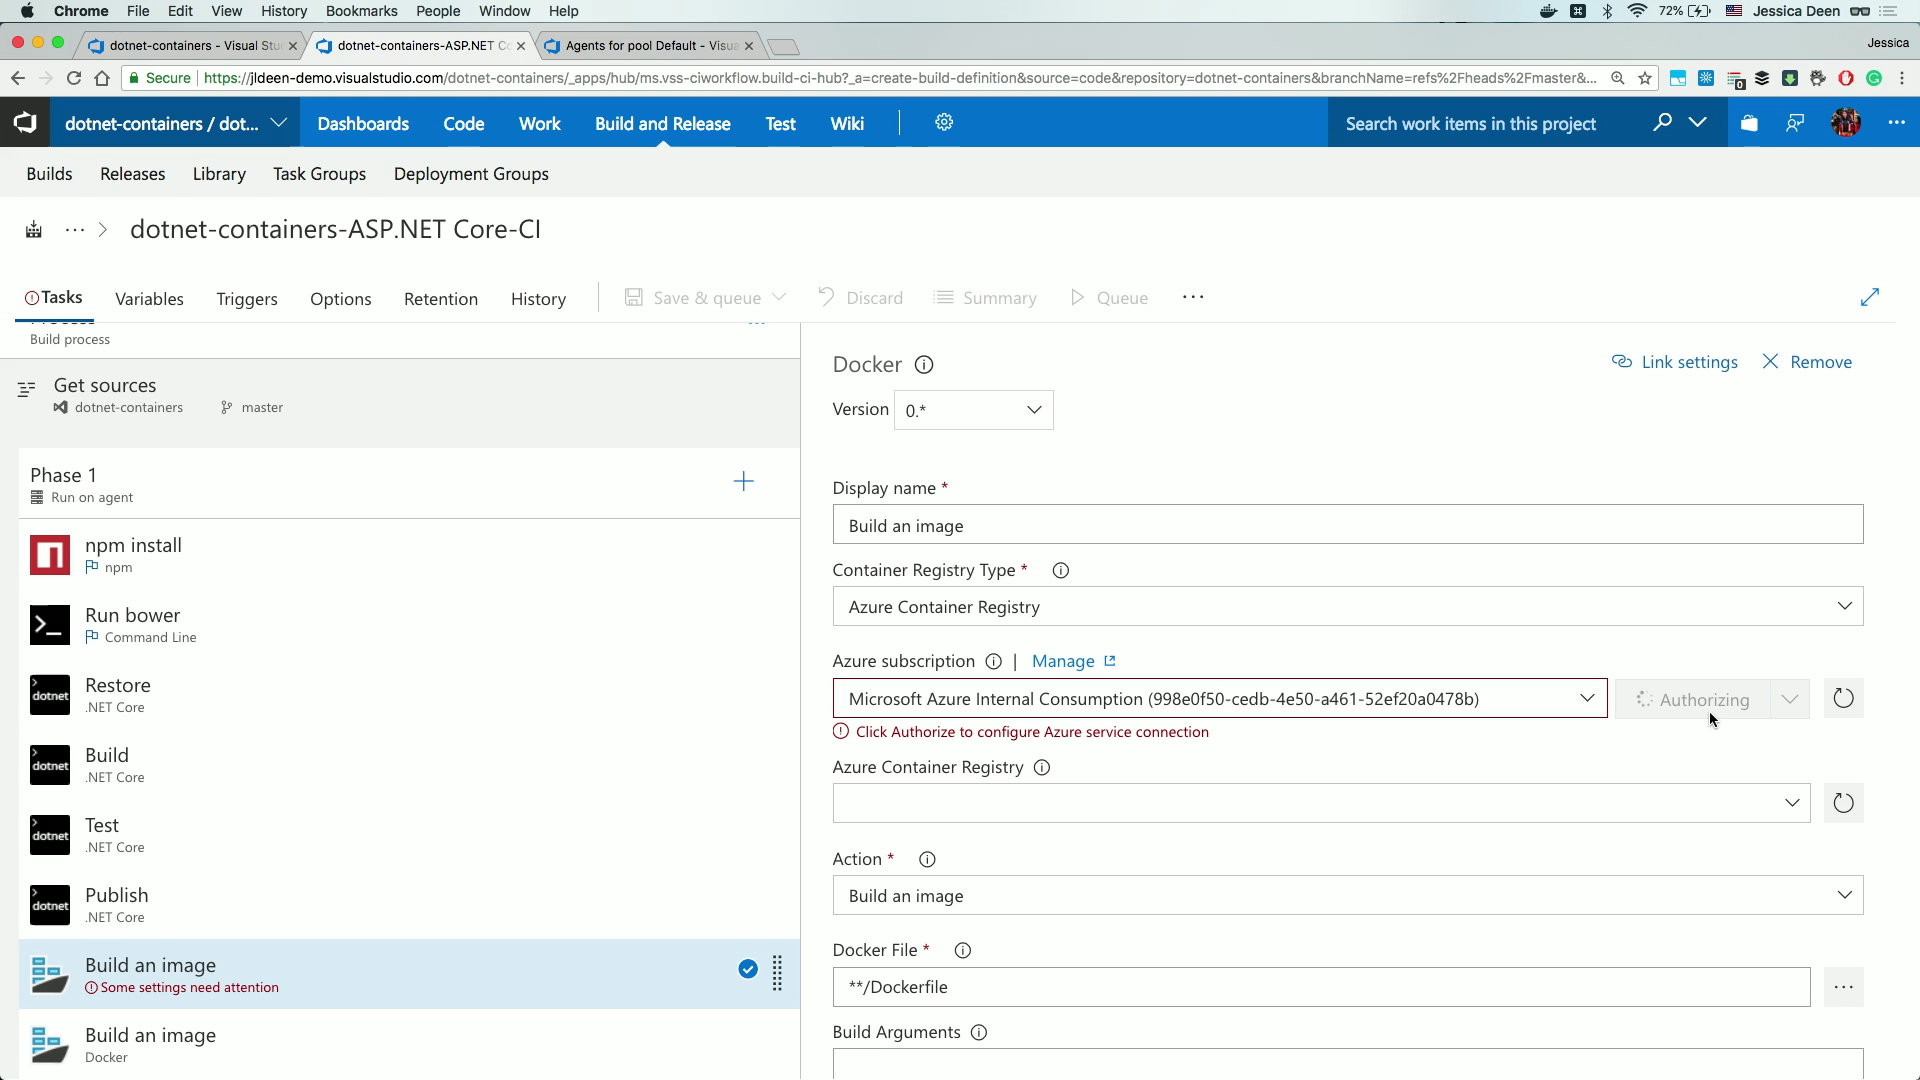 Chrome File Edit View History Bookmarks People Window Help 72% Jessica Deen
dotnet-containers - Visual Stu dotnet-containers-ASP.NET C Agents for pool Default - Visua Jessica
Secure https://jldeen-demo.visualstudio.com/dotnet-containers/_apps/hub/ms.vss-ciworkflow.build-ci-hub?_a=create-build-definition&source=code&repository=dotnet-containers&branchName=refs%2Fheads%2Fmaster&... 0
dotnet-containers / dot... Dashboards Code Work Build and Release Test Wiki Search work items in this project
Builds Releases Library Task Groups Deployment Groups
... > dotnet-containers-ASP.NET Core-CI
Tasks Variables Triggers Options Retention History Save & queue Discard Summary Queue ...
Process
Build process
Get sources
dotnet-containers master
Phase 1
Run on agent
npm install
npm
Run bower
Command Line
dotnet
Restore
.NET Core
dotnet
Build
.NET Core
dotnet
Test
.NET Core
dotnet
Publish
.NET Core
Build an image
Some settings need attention
Build an image
Docker
Docker Link settings Remove
Version 0.*
Display name *
Build an image
Container Registry Type *
Azure Container Registry
Azure subscription | Manage
Microsoft Azure Internal Consumption (998e0f50-cedb-4e50-a461-52ef20a0478b) Authorizing
Click Authorize to configure Azure service connection
Azure Container Registry
Action *
Build an image
Docker File *
**/Dockerfile ...
Build Arguments